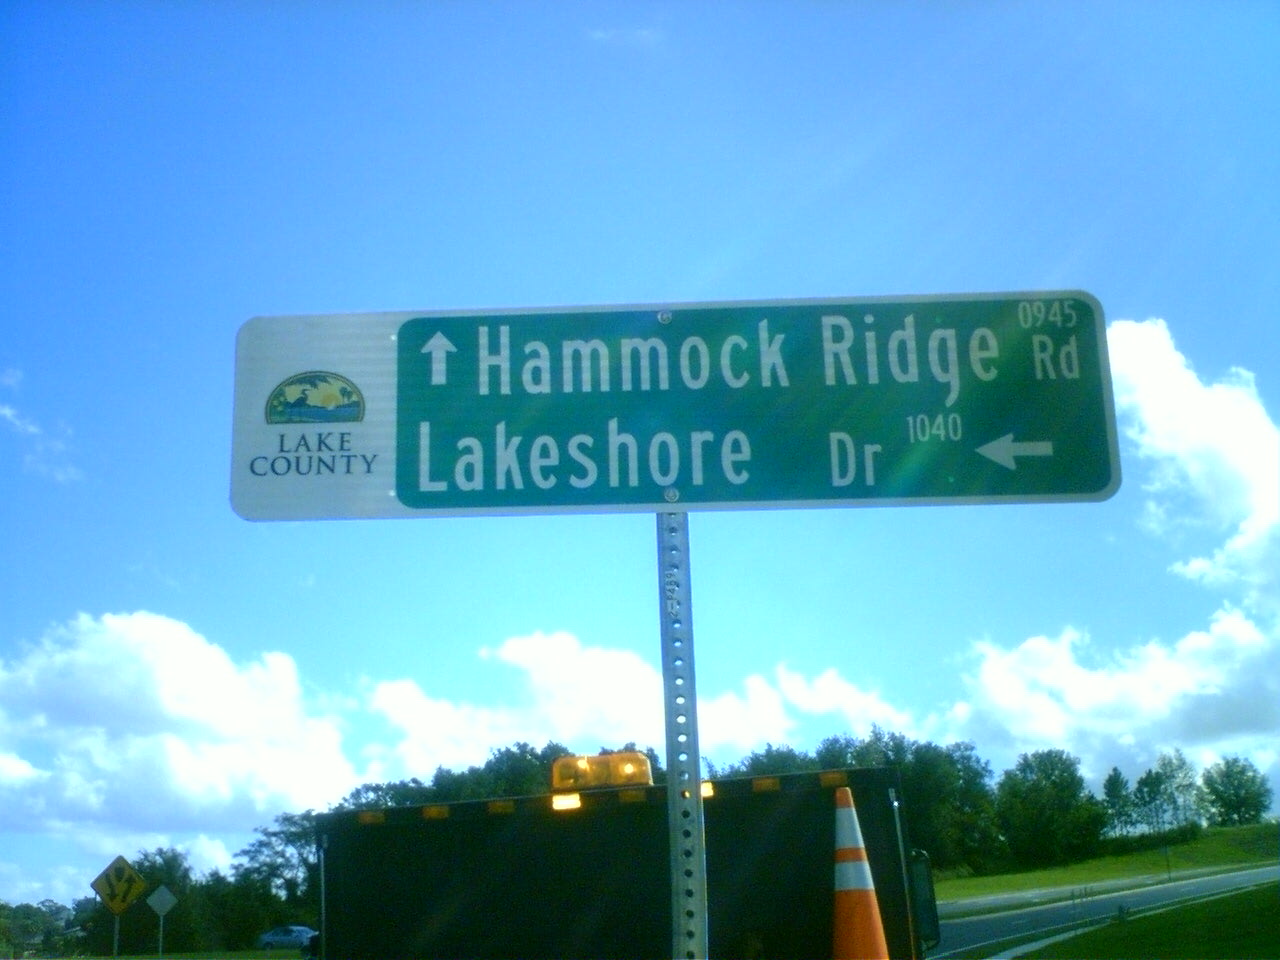 LAKE
COUNTY
↑ Hammock Ridge Rd 0945
Lakeshore Dr 1040 ←